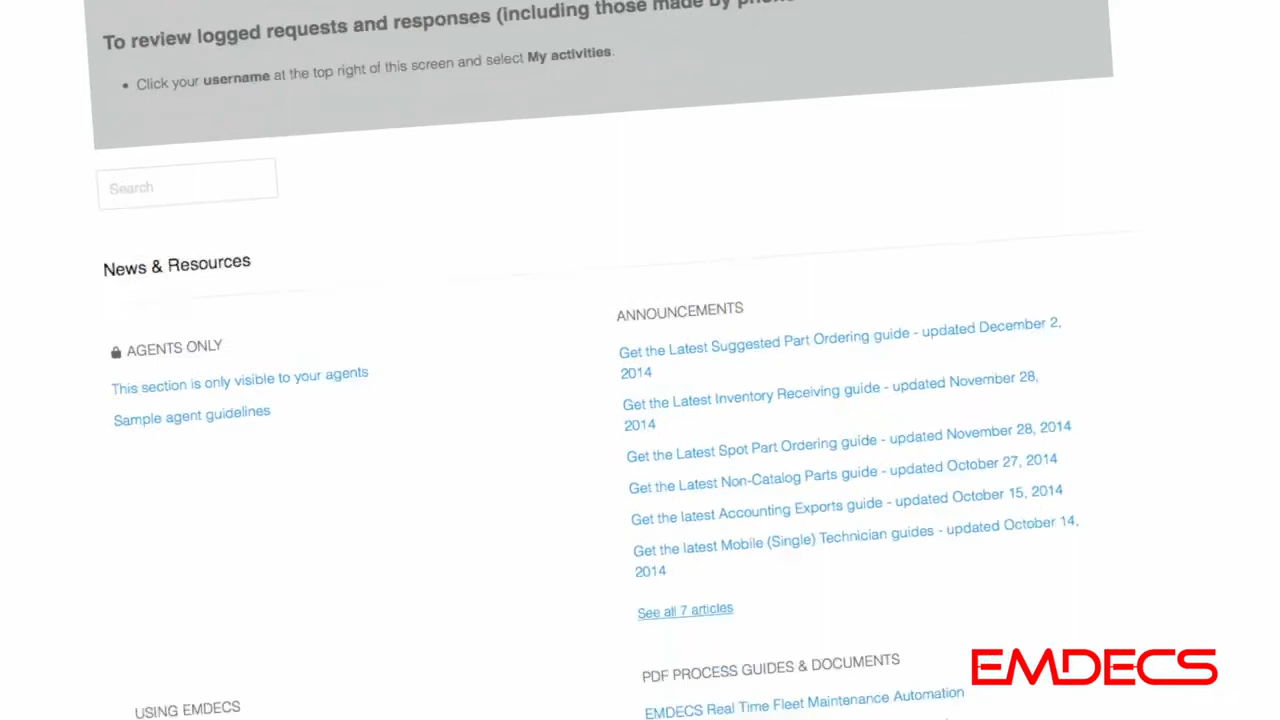 To review logged requests and responses (including those made by phone
• Click your username at the top right of this screen and select My activities.
Search
News & Resources
AGENTS ONLY
This section is only visible to your agents
Sample agent guidelines
ANNOUNCEMENTS
Get the Latest Suggested Part Ordering guide - updated December 2,
2014
Get the Latest Inventory Receiving guide - updated November 28,
2014
Get the Latest Spot Part Ordering guide - updated November 28, 2014
Get the Latest Non-Catalog Parts guide - updated October 27, 2014
Get the latest Accounting Exports guide - updated October 15, 2014
Get the latest Mobile (Single) Technician guides - updated October 14,
2014
See all 7 articles
USING EMDECS
PDF PROCESS GUIDES & DOCUMENTS
EMDECS Real Time Fleet Maintenance Automation
EMDECS